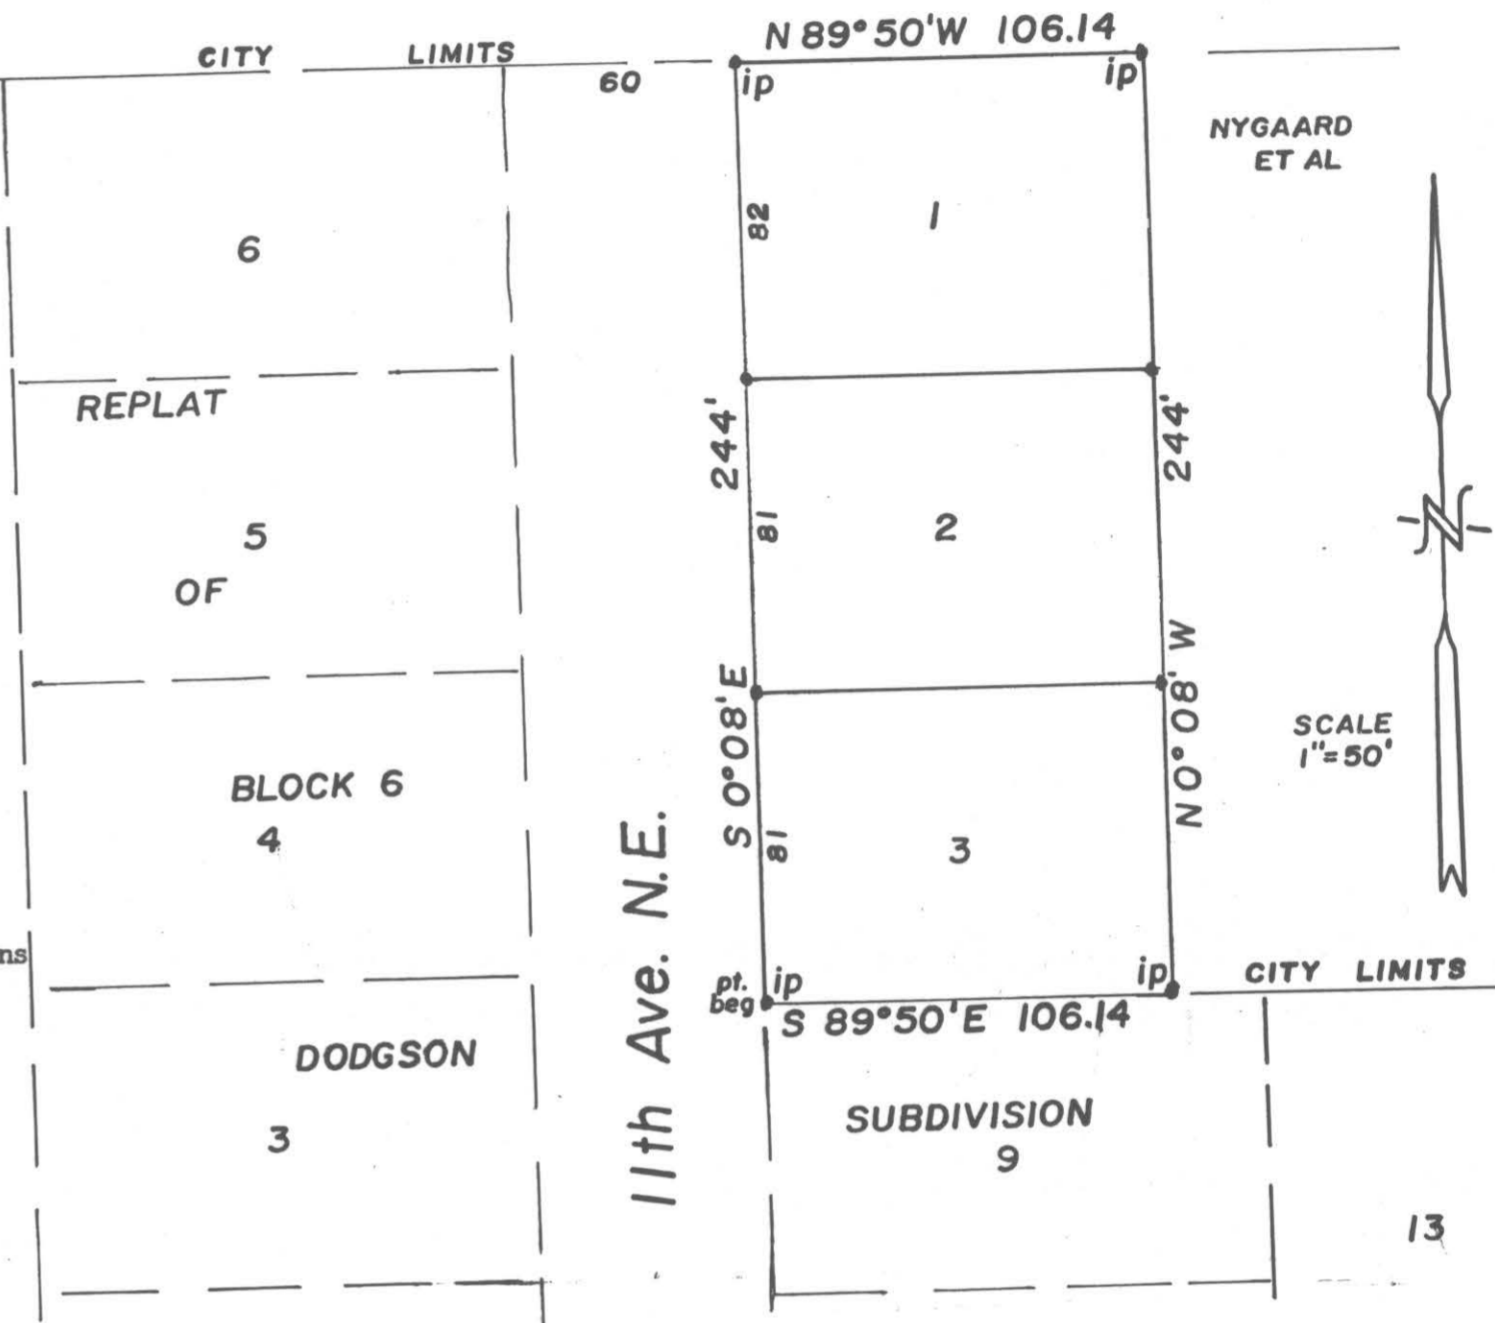 N 89°50'W 106.14
CITY LIMITS
60
ip
ip
NYGAARD
ET AL
82
1
6
REPLAT
244'
244'
81
2
5
OF
S 0°08'E
N 0°08' W
SCALE
1"=50'
N
BLOCK 6
4
11th Ave. N.E.
81
3
ns
pt.
beg
ip
ip
CITY LIMITS
S 89°50'E 106.14
DODGSON
SUBDIVISION
3
9
13